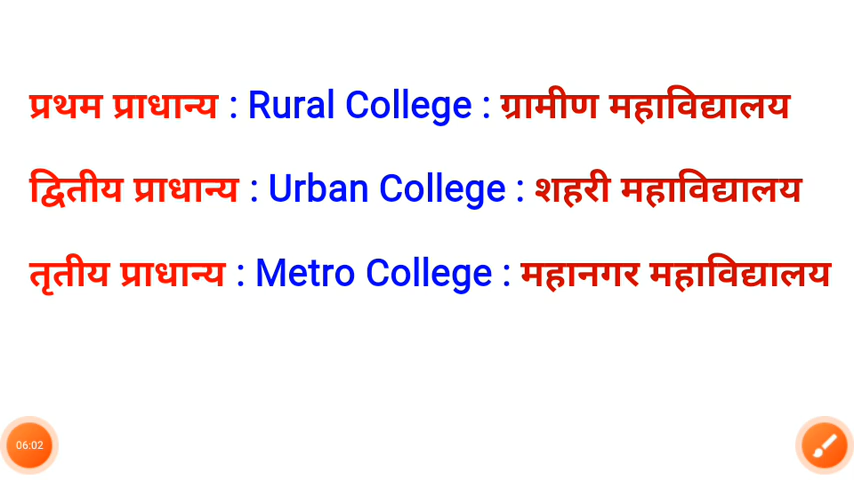 प्रथम प्राधान्य : Rural College : ग्रामीण महाविद्यालय
द्वितीय प्राधान्य : Urban College : शहरी महाविद्यालय
तृतीय प्राधान्य : Metro College : महानगर महाविद्यालय
06:02